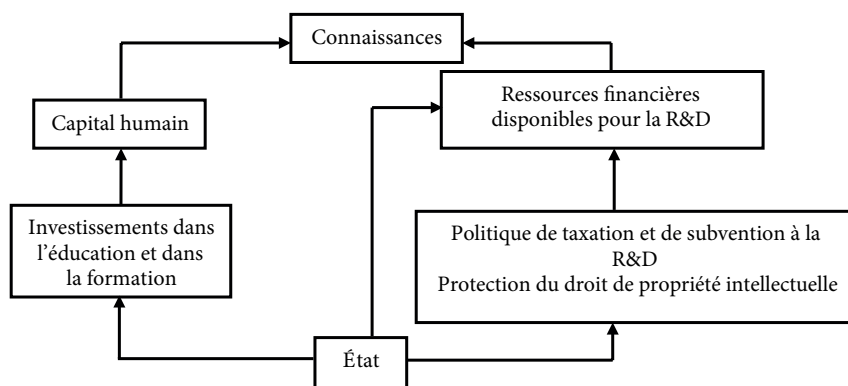 Connaissances
Capital humain
Ressources financières
disponibles pour la R&D
Investissements dans
l'éducation et dans
la formation
Politique de taxation et de subvention à la
R&D
Protection du droit de propriété intellectuelle
État